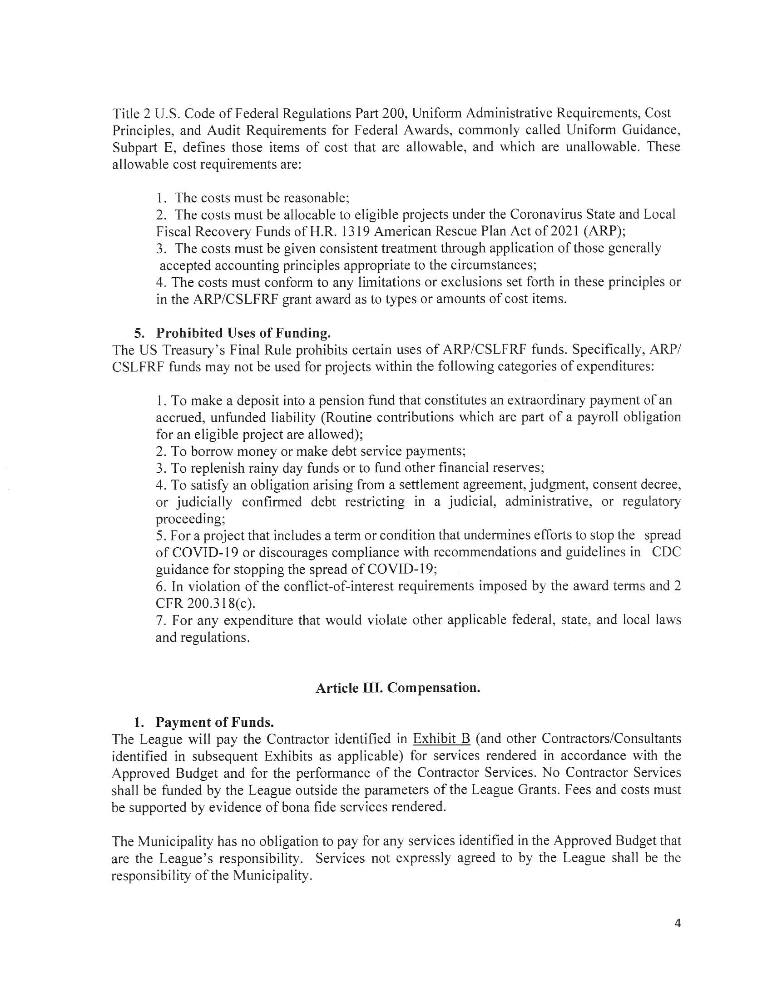 Title 2 U.S. Code of Federal Regulations Part 200, Uniform Administrative Requirements, Cost
Principles, and Audit Requirements for Federal Awards, commonly called Uniform Guidance,
Subpart E, defines those items of cost that are allowable, and which are unallowable. These
allowable cost requirements are:
1. The costs must be reasonable;
2. The costs must be allocable to eligible projects under the Coronavirus State and Local
Fiscal Recovery Funds of H.R. 1319 American Rescue Plan Act of 2021 (ARP);
3. The costs must be given consistent treatment through application of those generally
accepted accounting principles appropriate to the circumstances;
4. The costs must conform to any limitations or exclusions set forth in these principles or
in the ARP/CSLFRF grant award as to types or amounts of cost items.
5. Prohibited Uses of Funding.
The US Treasury's Final Rule prohibits certain uses of ARP/CSLFRF funds. Specifically, ARP/
CSLFRF funds may not be used for projects within the following categories of expenditures:
1. To make a deposit into a pension fund that constitutes an extraordinary payment of an
accrued, unfunded liability (Routine contributions which are part of a payroll obligation
for an eligible project are allowed);
2. To borrow money or make debt service payments;
3. To replenish rainy day funds or to fund other financial reserves;
4. To satisfy an obligation arising from a settlement agreement, judgment, consent decree,
or judicially confirmed debt restricting in a judicial, administrative, or regulatory
proceeding;
5. For a project that includes a term or condition that undermines efforts to stop the spread
of COVID-19 or discourages compliance with recommendations and guidelines in CDC
guidance for stopping the spread of COVID-19;
6. In violation of the conflict-of-interest requirements imposed by the award terms and 2
CFR 200.318(c).
7. For any expenditure that would violate other applicable federal, state, and local laws
and regulations.
Article III. Compensation.
1. Payment of Funds.
The League will pay the Contractor identified in Exhibit B (and other Contractors/Consultants
identified in subsequent Exhibits as applicable) for services rendered in accordance with the
Approved Budget and for the performance of the Contractor Services. No Contractor Services
shall be funded by the League outside the parameters of the League Grants. Fees and costs must
be supported by evidence of bona fide services rendered.
The Municipality has no obligation to pay for any services identified in the Approved Budget that
are the League's responsibility. Services not expressly agreed to by the League shall be the
responsibility of the Municipality.
4